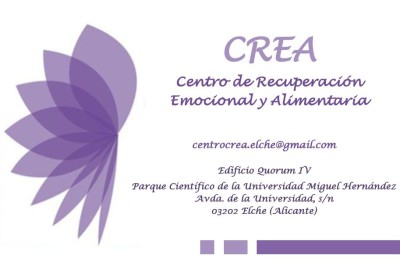 CREA
Centro de Recuperación
Emocional y Alimentaria
centrocrea.elche@gmail.com
Edificio Quorum IV
Parque Científico de la Universidad Miguel Hernández
Avda. de la Universidad, s/n
03202 Elche (Alicante)